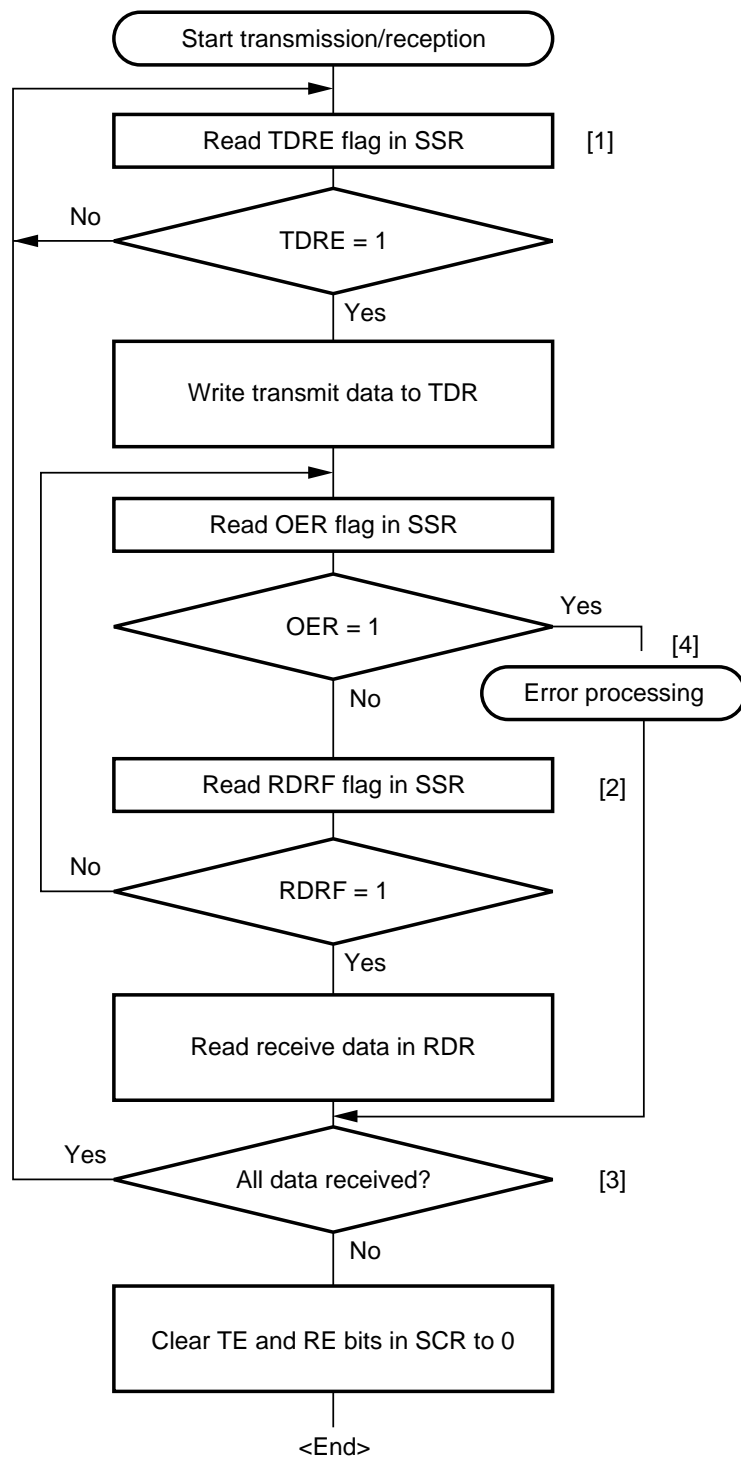 Start transmission/reception
Read TDRE flag in SSR
[1]
No
TDRE = 1
Yes
Write transmit data to TDR
Read OER flag in SSR
OER = 1
Yes
[4]
Error processing
No
Read RDRF flag in SSR
[2]
No
RDRF = 1
Yes
Read receive data in RDR
Yes
All data received?
[3]
No
Clear TE and RE bits in SCR to 0
<End>